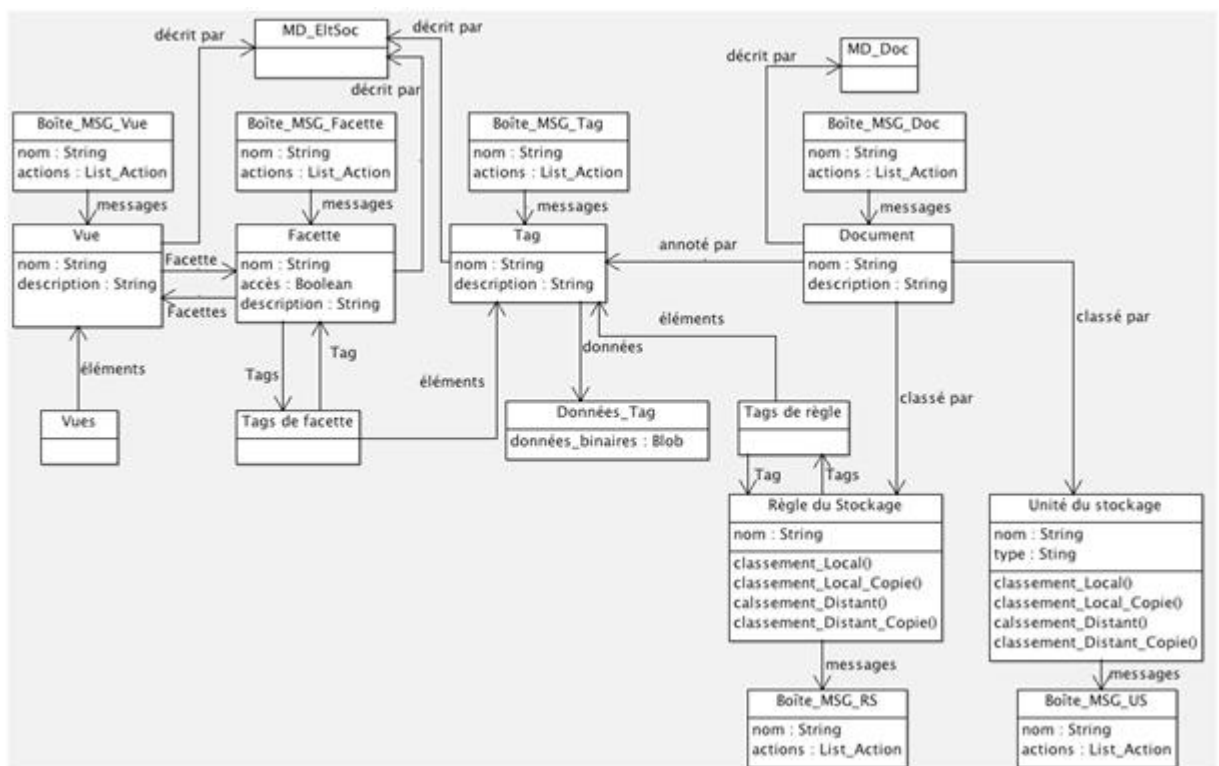 décrit par
MD_EltSoc
décrit par
décrit par
MD_Doc
décrit par
Boîte_MSG_Vue
nom : String
actions : List_Action
messages
Boîte_MSG_Facette
nom : String
actions : List_Action
messages
Boîte_MSG_Tag
nom : String
actions : List_Action
messages
Boîte_MSG_Doc
nom : String
actions : List_Action
messages
Vue
nom : String
description : String
Facette
Facettes
Facette
nom : String
accès : Boolean
description : String
Tag
nom : String
description : String
annoté par
Document
nom : String
description : String
éléments
Tags
Tag
éléments
données
éléments
classé par
classé par
Vues
Tags de facette
Données_Tag
données_binaires : Blob
Tags de règle
Tag
Tags
Règle du Stockage
nom : String
classement_Local()
classement_Local_Copie()
calssement_Distant()
classement_Distant_Copie()
messages
Boîte_MSG_RS
nom : String
actions : List_Action
Unité du stockage
nom : String
type : Sting
classement_Local()
classement_Local_Copie()
calssement_Distant()
classement_Distant_Copie()
messages
Boîte_MSG_US
nom : String
actions : List_Action